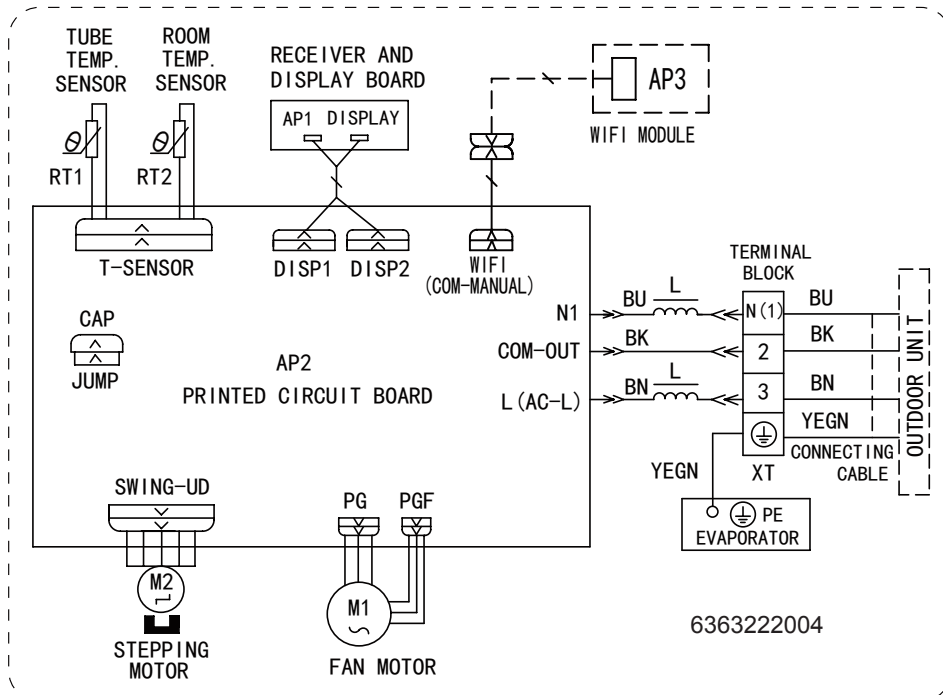 TUBE
TEMP.
SENSOR
ROOM
TEMP.
SENSOR
RECEIVER AND
DISPLAY BOARD
AP1 DISPLAY
AP3
WIFI MODULE
θ
RT1
θ
RT2
T-SENSOR
DISP1
DISP2
WIFI
(COM-MANUAL)
TERMINAL
BLOCK
CAP
JUMP
AP2
PRINTED CIRCUIT BOARD
N1
BU
L
N(1)
BU
COM-OUT
BK
2
BK
L(AC-L)
BN
L
3
BN
YEGN
OUTDOOR UNIT
CONNECTING
CABLE
XT
YEGN
PE
EVAPORATOR
SWING-UD
PG
PGF
M2
STEPPING
MOTOR
M1
FAN MOTOR
6363222004